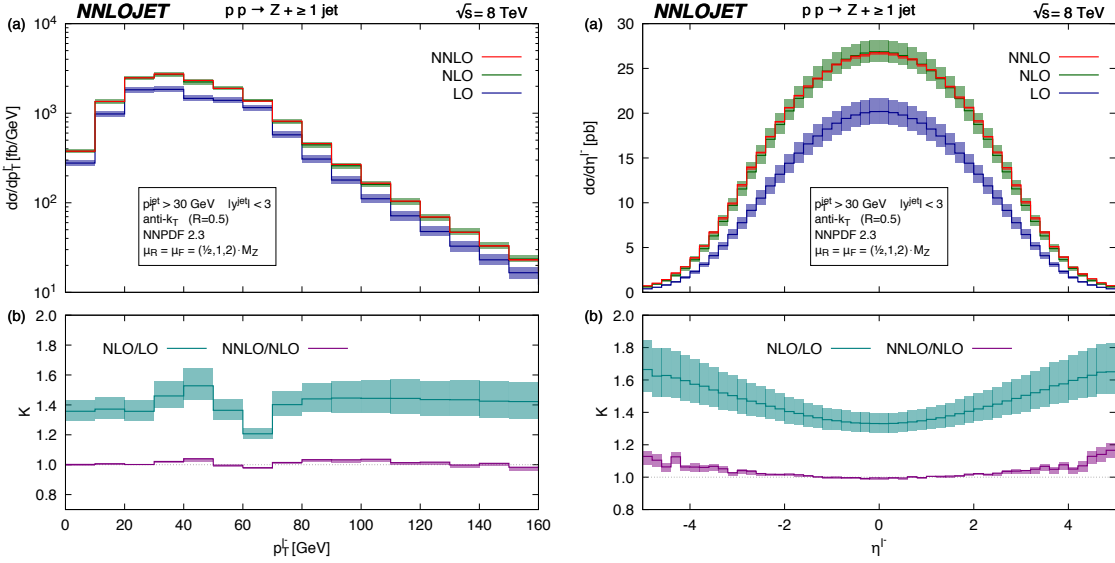 NNLOJET p p → Z + ≥ 1 jet √s = 8 TeV
(a)
NNLO
NLO
LO
dσ/dp_T^{l⁻} [fb/GeV]
10³
10²
10¹
p_T^{jet} > 30 GeV |y^{jet}| < 3
anti-k_T (R=0.5)
NNPDF 2.3
μ_R = μ_F = (½,1,2) · M_Z
(b)
NLO/LO NNLO/NLO
K
2.0
1.8
1.6
1.4
1.2
1.0
0.8
0 20 40 60 80 100 120 140 160
p_T^{l⁻} [GeV]
NNLOJET p p → Z + ≥ 1 jet √s = 8 TeV
(a)
NNLO
NLO
LO
dσ/dη^{l⁻} [pb]
30
25
20
15
10
5
0
p_T^{jet} > 30 GeV |y^{jet}| < 3
anti-k_T (R=0.5)
NNPDF 2.3
μ_R = μ_F = (½,1,2) · M_Z
(b)
NLO/LO NNLO/NLO
K
2.0
1.8
1.6
1.4
1.2
1.0
0.8
-4 -2 0 2 4
η^{l⁻}